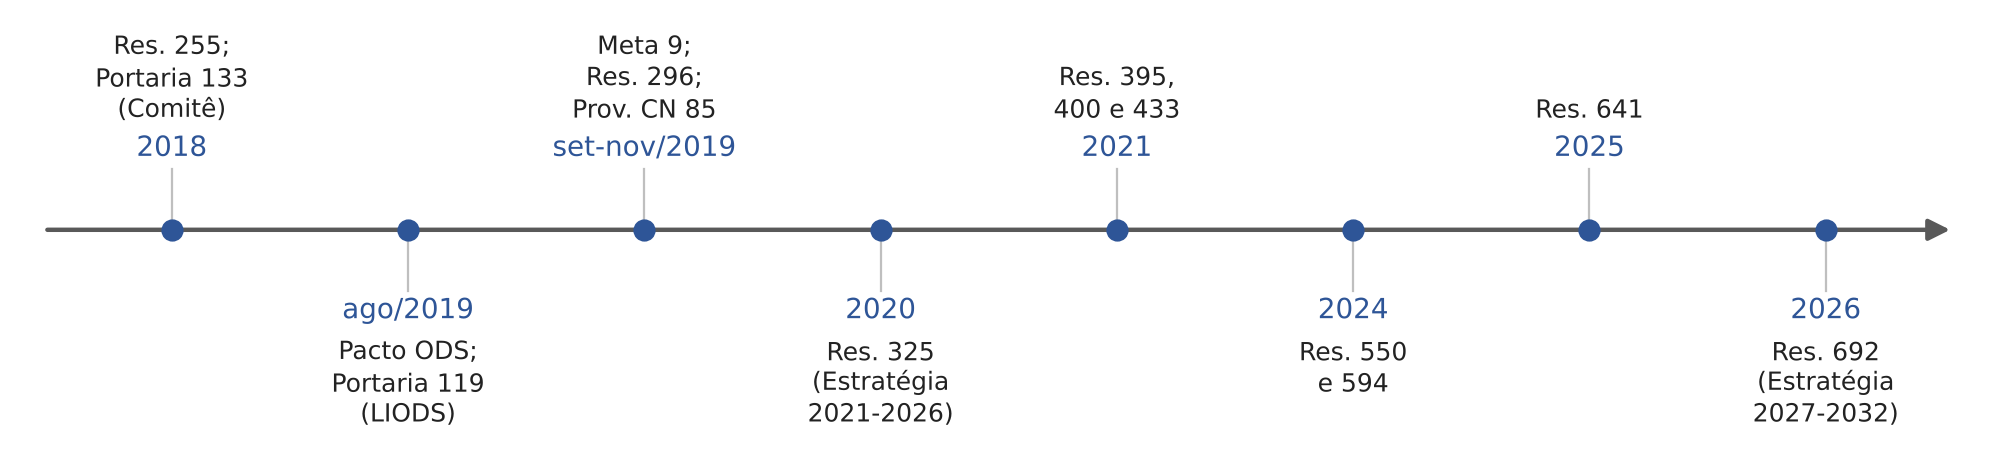 Res. 255;
Portaria 133
(Comitê)
2018
ago/2019
Pacto ODS;
Portaria 119
(LIODS)
Meta 9;
Res. 296;
Prov. CN 85
set-nov/2019
2020
Res. 325
(Estratégia
2021-2026)
Res. 395,
400 e 433
2021
2024
Res. 550
e 594
Res. 641
2025
2026
Res. 692
(Estratégia
2027-2032)